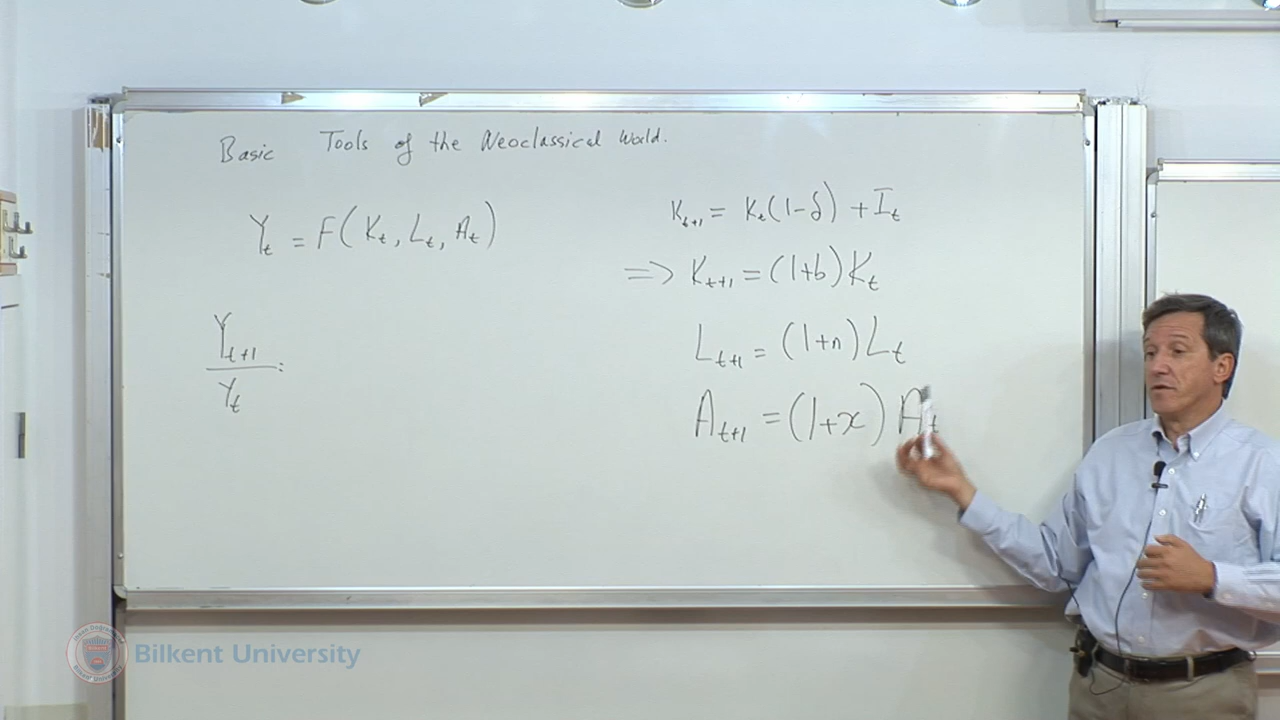 Basic Tools of the Neoclassical World.
Y_t = F(K_t, L_t, A_t)
Y_{t+1} / Y_t =
K_{t+1} = K_t(1-δ) + I_t
=> K_{t+1} = (1+b)K_t
L_{t+1} = (1+n)L_t
A_{t+1} = (1+x)A_t
Bilkent University